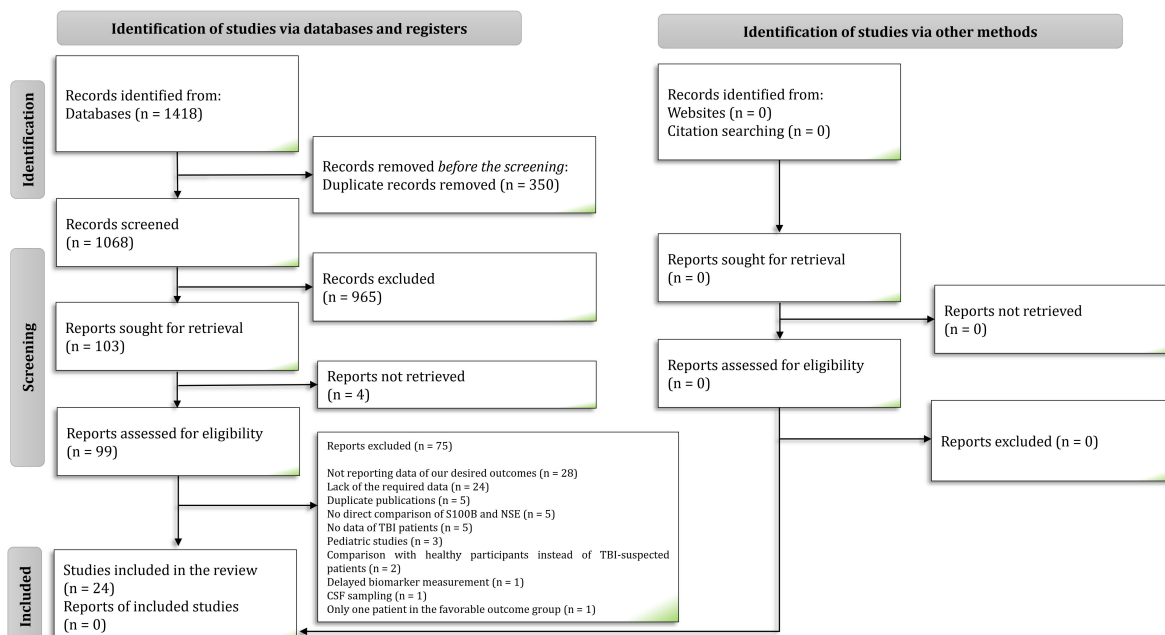 Identification of studies via databases and registers
Identification of studies via other methods
Identification
Records identified from:
Databases (n = 1418)
Records removed before the screening:
Duplicate records removed (n = 350)
Records screened
(n = 1068)
Screening
Records excluded
(n = 965)
Reports sought for retrieval
(n = 103)
Reports not retrieved
(n = 4)
Reports assessed for eligibility
(n = 99)
Reports excluded (n = 75)
Not reporting data of our desired outcomes (n = 28)
Lack of the required data (n = 24)
Duplicate publications (n = 5)
No direct comparison of S100B and NSE (n = 5)
No data of TBI patients (n = 5)
Pediatric studies (n = 3)
Comparison with healthy participants instead of TBI-suspected
patients (n = 2)
Delayed biomarker measurement (n = 1)
CSF sampling (n = 1)
Only one patient in the favorable outcome group (n = 1)
Included
Studies included in the review
(n = 24)
Reports of included studies
(n = 0)
Records identified from:
Websites (n = 0)
Citation searching (n = 0)
Reports sought for retrieval
(n = 0)
Reports not retrieved
(n = 0)
Reports assessed for eligibility
(n = 0)
Reports excluded (n = 0)